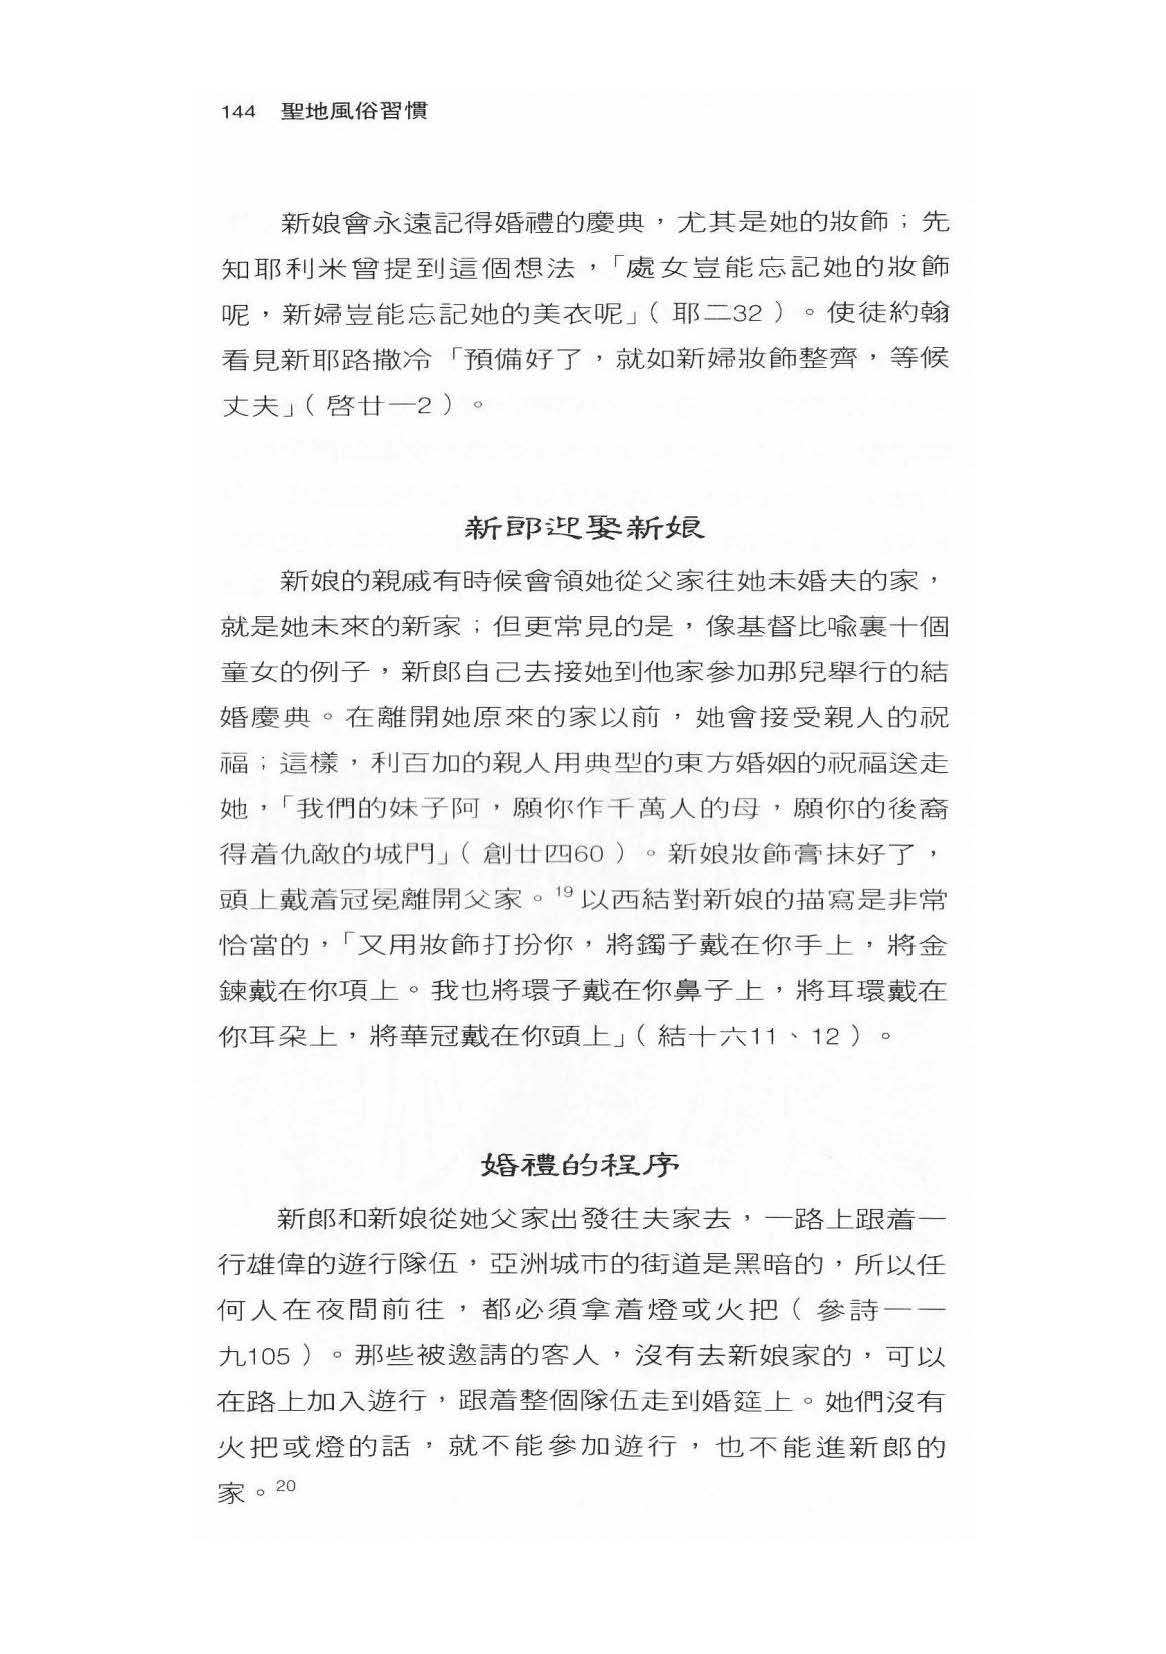 144 聖地風俗習慣
新娘會永遠記得婚禮的慶典，尤其是她的妝飾；先
知耶利米曾提到這個想法，「處女豈能忘記她的妝飾
呢，新婦豈能忘記她的美衣呢」（耶二32）。使徒約翰
看見新耶路撒冷「預備好了，就如新婦妝飾整齊，等候
丈夫」（啓廿一2）。
新郎迎娶新娘
新娘的親戚有時候會領她從父家往她未婚夫的家，
就是她未來的新家；但更常見的是，像基督比喻裏十個
童女的例子，新郎自己去接她到他家參加那兒舉行的結
婚慶典。在離開她原來的家以前，她會接受親人的祝
福；這樣，利百加的親人用典型的東方婚姻的祝福送走
她，「我們的妹子阿，願你作千萬人的母，願你的後裔
得着仇敵的城門」（創廿四60）。新娘妝飾膏抹好了，
頭上戴着冠冕離開父家。19 以西結對新娘的描寫是非常
恰當的，「又用妝飾打扮你，將鐲子戴在你手上，將金
鍊戴在你項上。我也將環子戴在你鼻子上，將耳環戴在
你耳朶上，將華冠戴在你頭上」（結十六11、12）。
婚禮的程序
新郎和新娘從她父家出發往夫家去，一路上跟着一
行雄偉的遊行隊伍，亞洲城市的街道是黑暗的，所以任
何人在夜間前往，都必須拿着燈或火把（參詩一一
九105）。那些被邀請的客人，沒有去新娘家的，可以
在路上加入遊行，跟着整個隊伍走到婚筵上。她們沒有
火把或燈的話，就不能參加遊行，也不能進新郎的
家。20